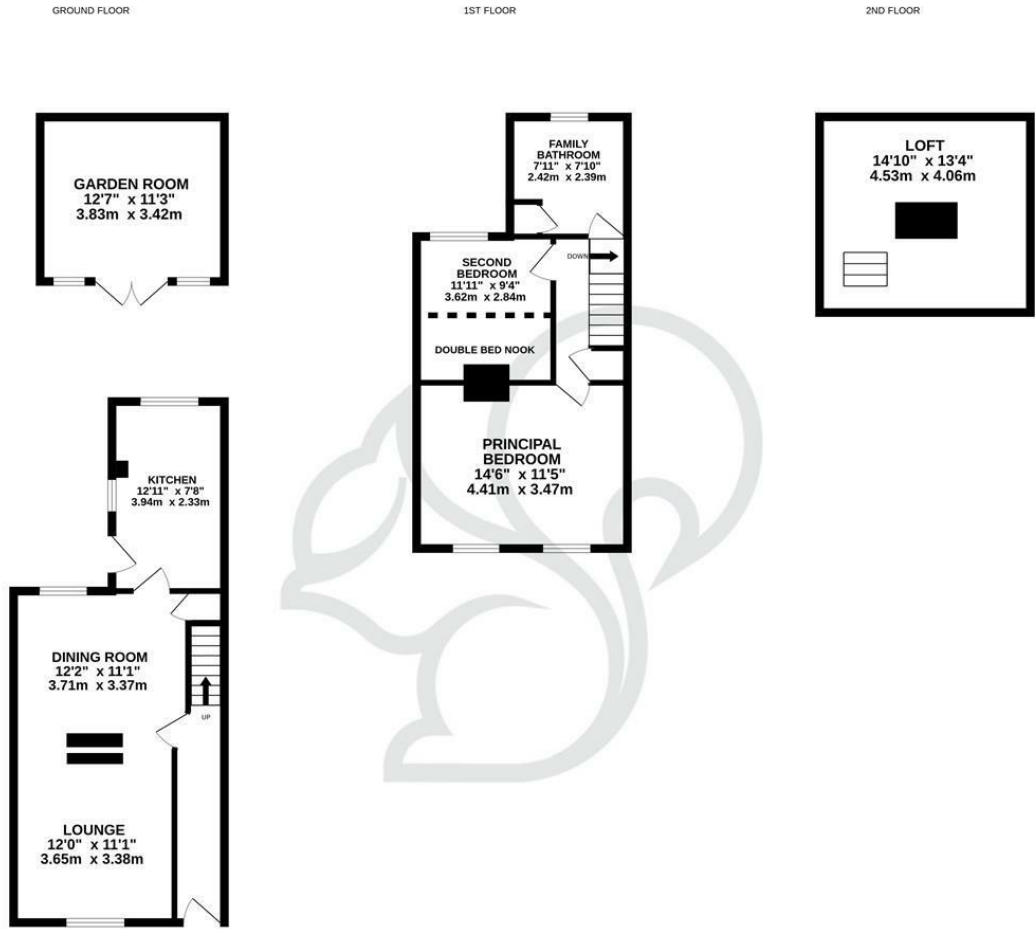 GROUND FLOOR
GARDEN ROOM
12'7" x 11'3"
3.83m x 3.42m
KITCHEN
12'11" x 7'8"
3.94m x 2.33m
DINING ROOM
12'2" x 11'1"
3.71m x 3.37m
UP
LOUNGE
12'0" x 11'1"
3.65m x 3.38m
1ST FLOOR
FAMILY
BATHROOM
7'11" x 7'10"
2.42m x 2.39m
DOWN
SECOND
BEDROOM
11'11" x 9'4"
3.62m x 2.84m
DOUBLE BED NOOK
PRINCIPAL
BEDROOM
14'6" x 11'5"
4.41m x 3.47m
2ND FLOOR
LOFT
14'10" x 13'4"
4.53m x 4.06m